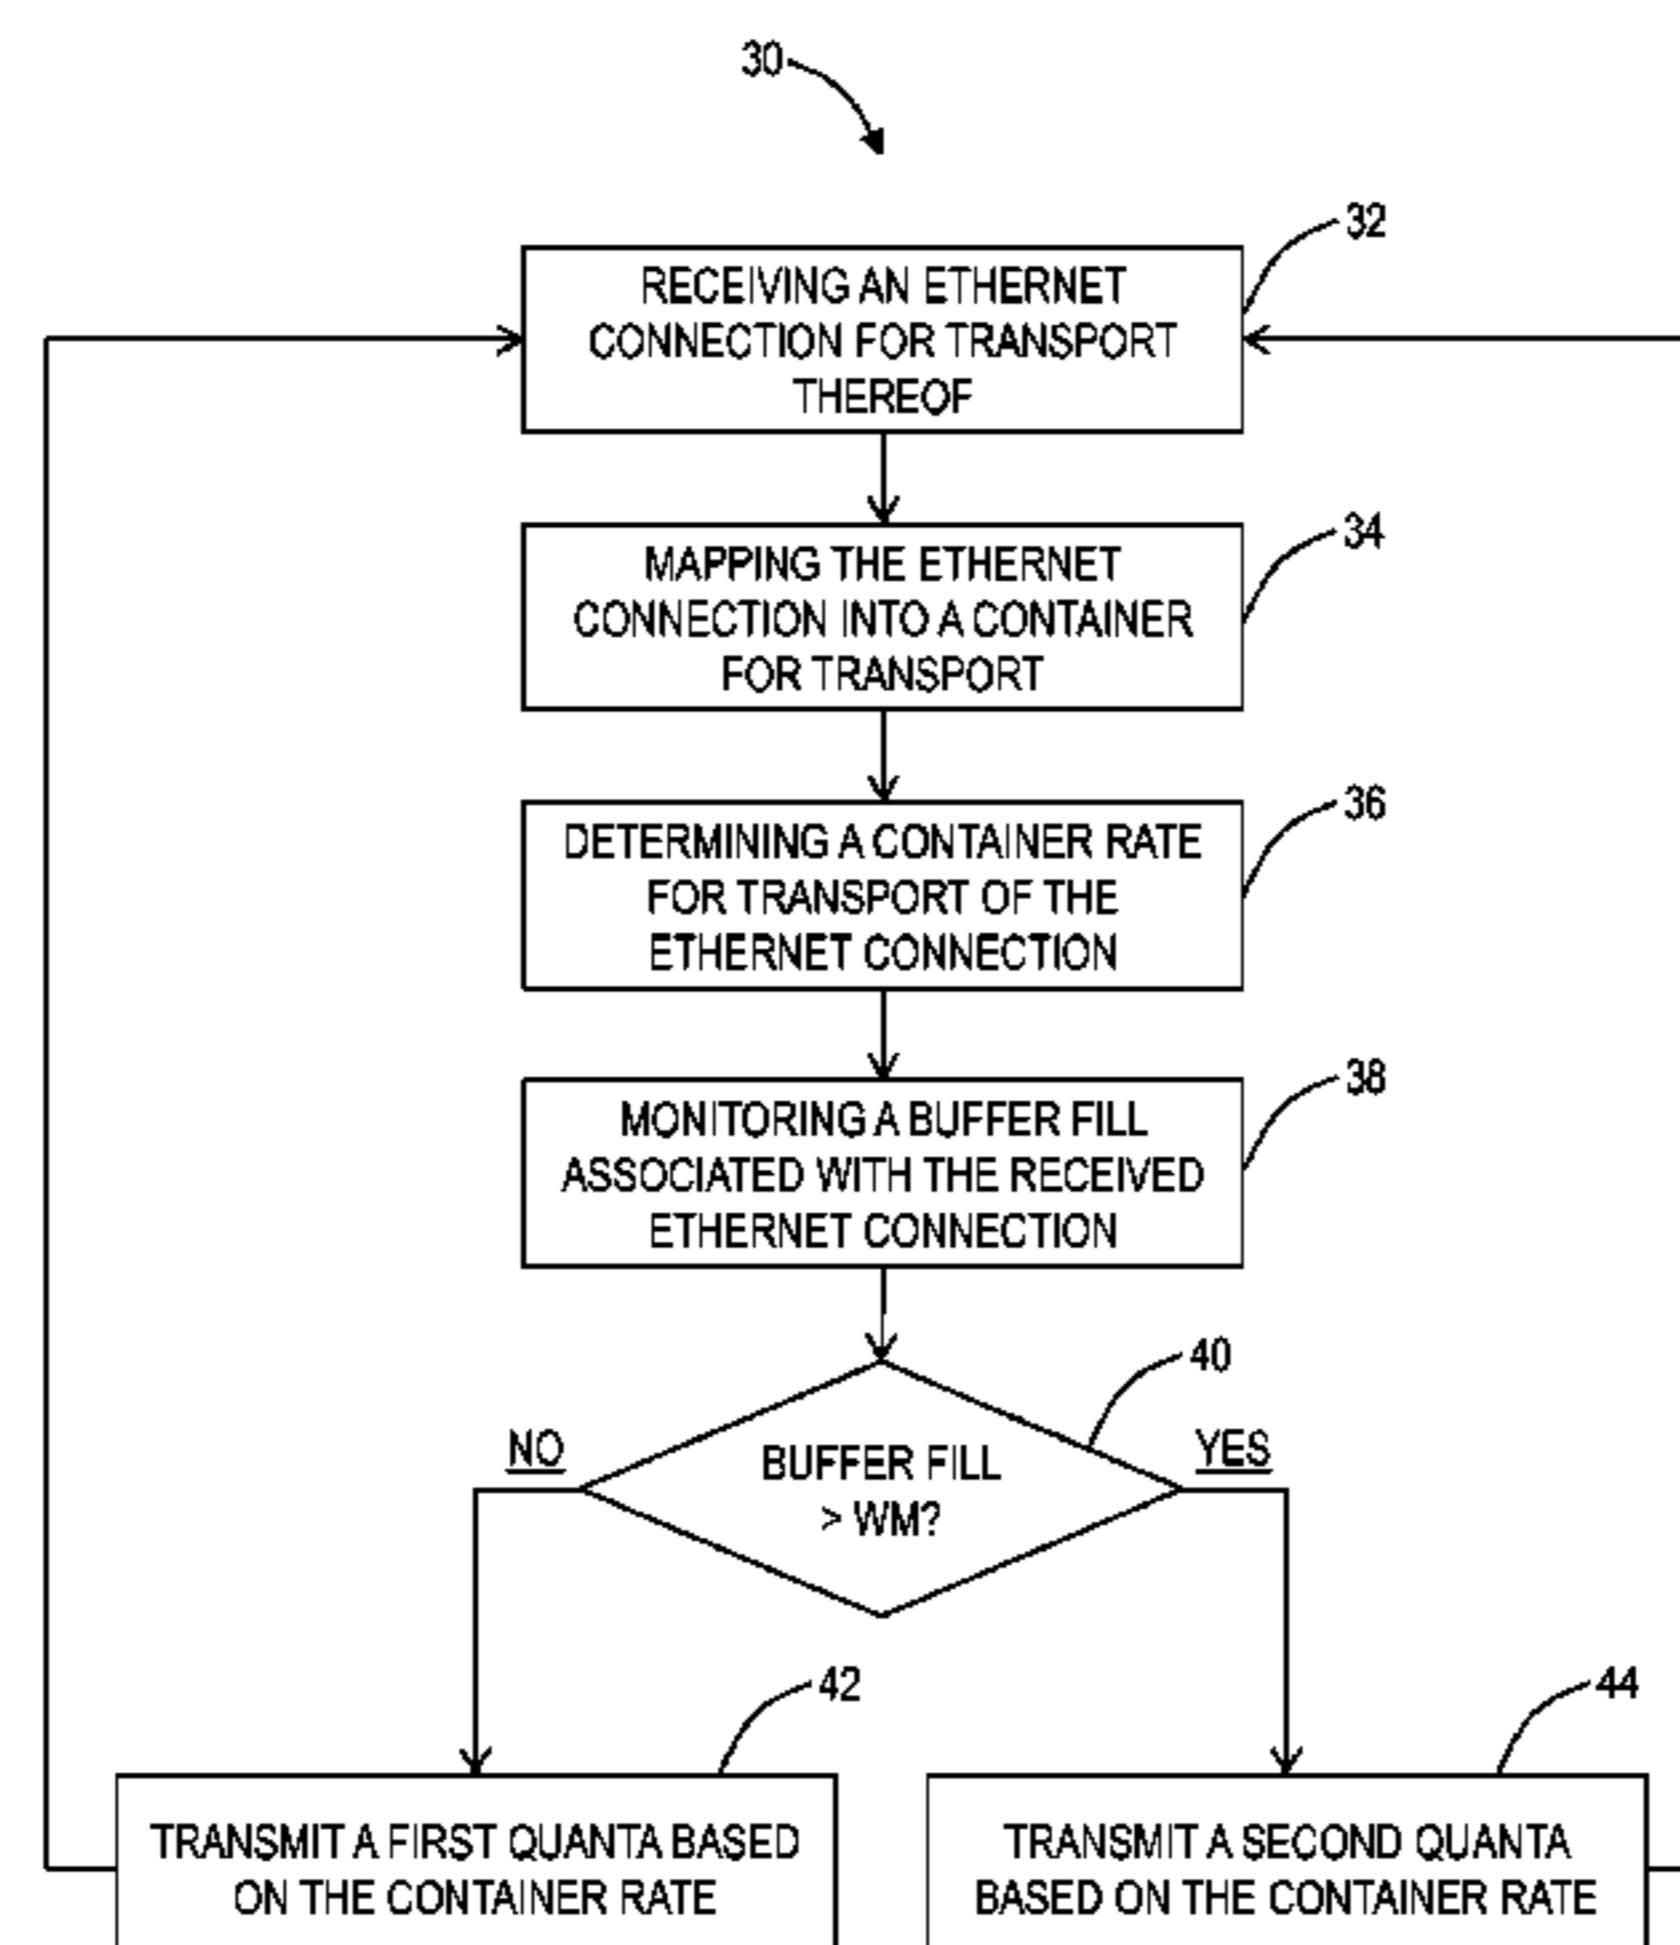 30
32
RECEIVING AN ETHERNET
CONNECTION FOR TRANSPORT
THEREOF
34
MAPPING THE ETHERNET
CONNECTION INTO A CONTAINER
FOR TRANSPORT
36
DETERMINING A CONTAINER RATE
FOR TRANSPORT OF THE
ETHERNET CONNECTION
38
MONITORING A BUFFER FILL
ASSOCIATED WITH THE RECEIVED
ETHERNET CONNECTION
40
NO
YES
BUFFER FILL
> WM?
42
44
TRANSMIT A FIRST QUANTA BASED
ON THE CONTAINER RATE
TRANSMIT A SECOND QUANTA
BASED ON THE CONTAINER RATE